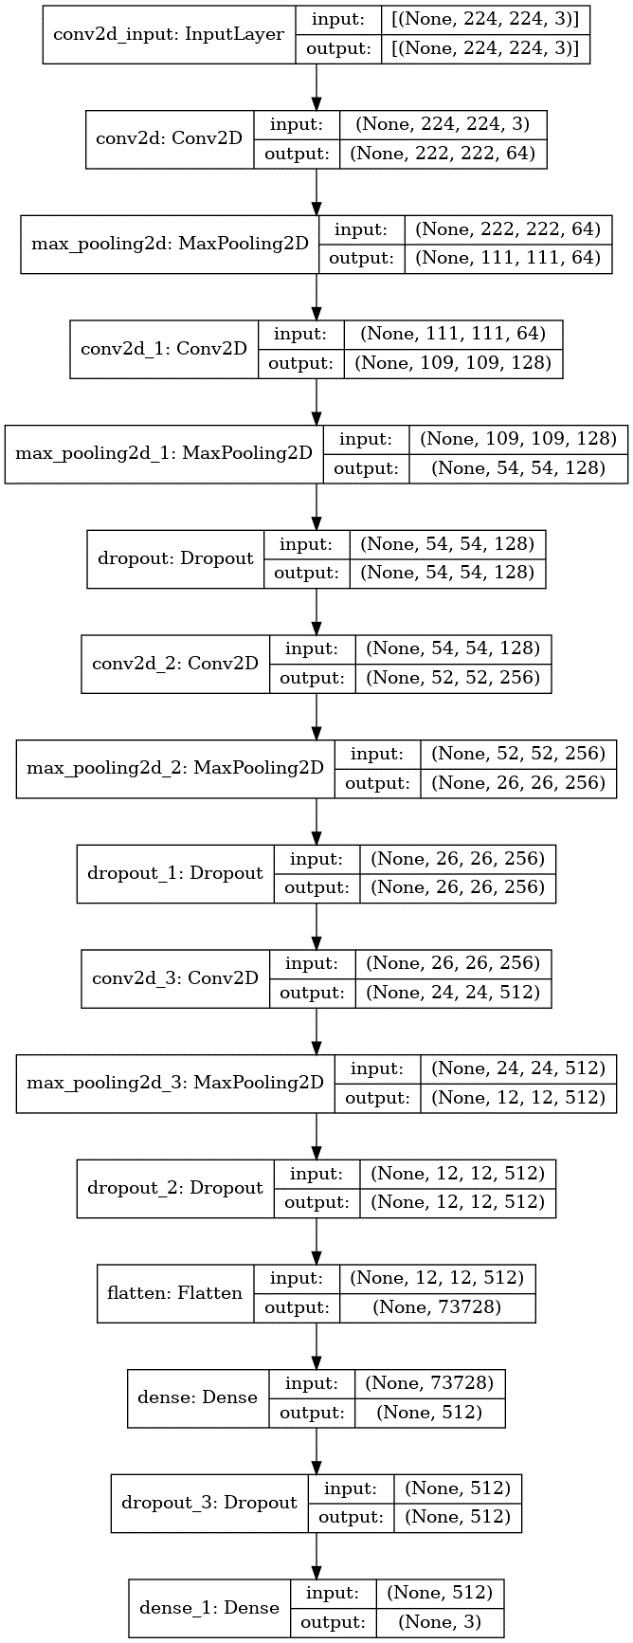 conv2d_input: InputLayer
input: [(None, 224, 224, 3)]
output: [(None, 224, 224, 3)]
conv2d: Conv2D
input: (None, 224, 224, 3)
output: (None, 222, 222, 64)
max_pooling2d: MaxPooling2D
input: (None, 222, 222, 64)
output: (None, 111, 111, 64)
conv2d_1: Conv2D
input: (None, 111, 111, 64)
output: (None, 109, 109, 128)
max_pooling2d_1: MaxPooling2D
input: (None, 109, 109, 128)
output: (None, 54, 54, 128)
dropout: Dropout
input: (None, 54, 54, 128)
output: (None, 54, 54, 128)
conv2d_2: Conv2D
input: (None, 54, 54, 128)
output: (None, 52, 52, 256)
max_pooling2d_2: MaxPooling2D
input: (None, 52, 52, 256)
output: (None, 26, 26, 256)
dropout_1: Dropout
input: (None, 26, 26, 256)
output: (None, 26, 26, 256)
conv2d_3: Conv2D
input: (None, 26, 26, 256)
output: (None, 24, 24, 512)
max_pooling2d_3: MaxPooling2D
input: (None, 24, 24, 512)
output: (None, 12, 12, 512)
dropout_2: Dropout
input: (None, 12, 12, 512)
output: (None, 12, 12, 512)
flatten: Flatten
input: (None, 12, 12, 512)
output: (None, 73728)
dense: Dense
input: (None, 73728)
output: (None, 512)
dropout_3: Dropout
input: (None, 512)
output: (None, 512)
dense_1: Dense
input: (None, 512)
output: (None, 3)